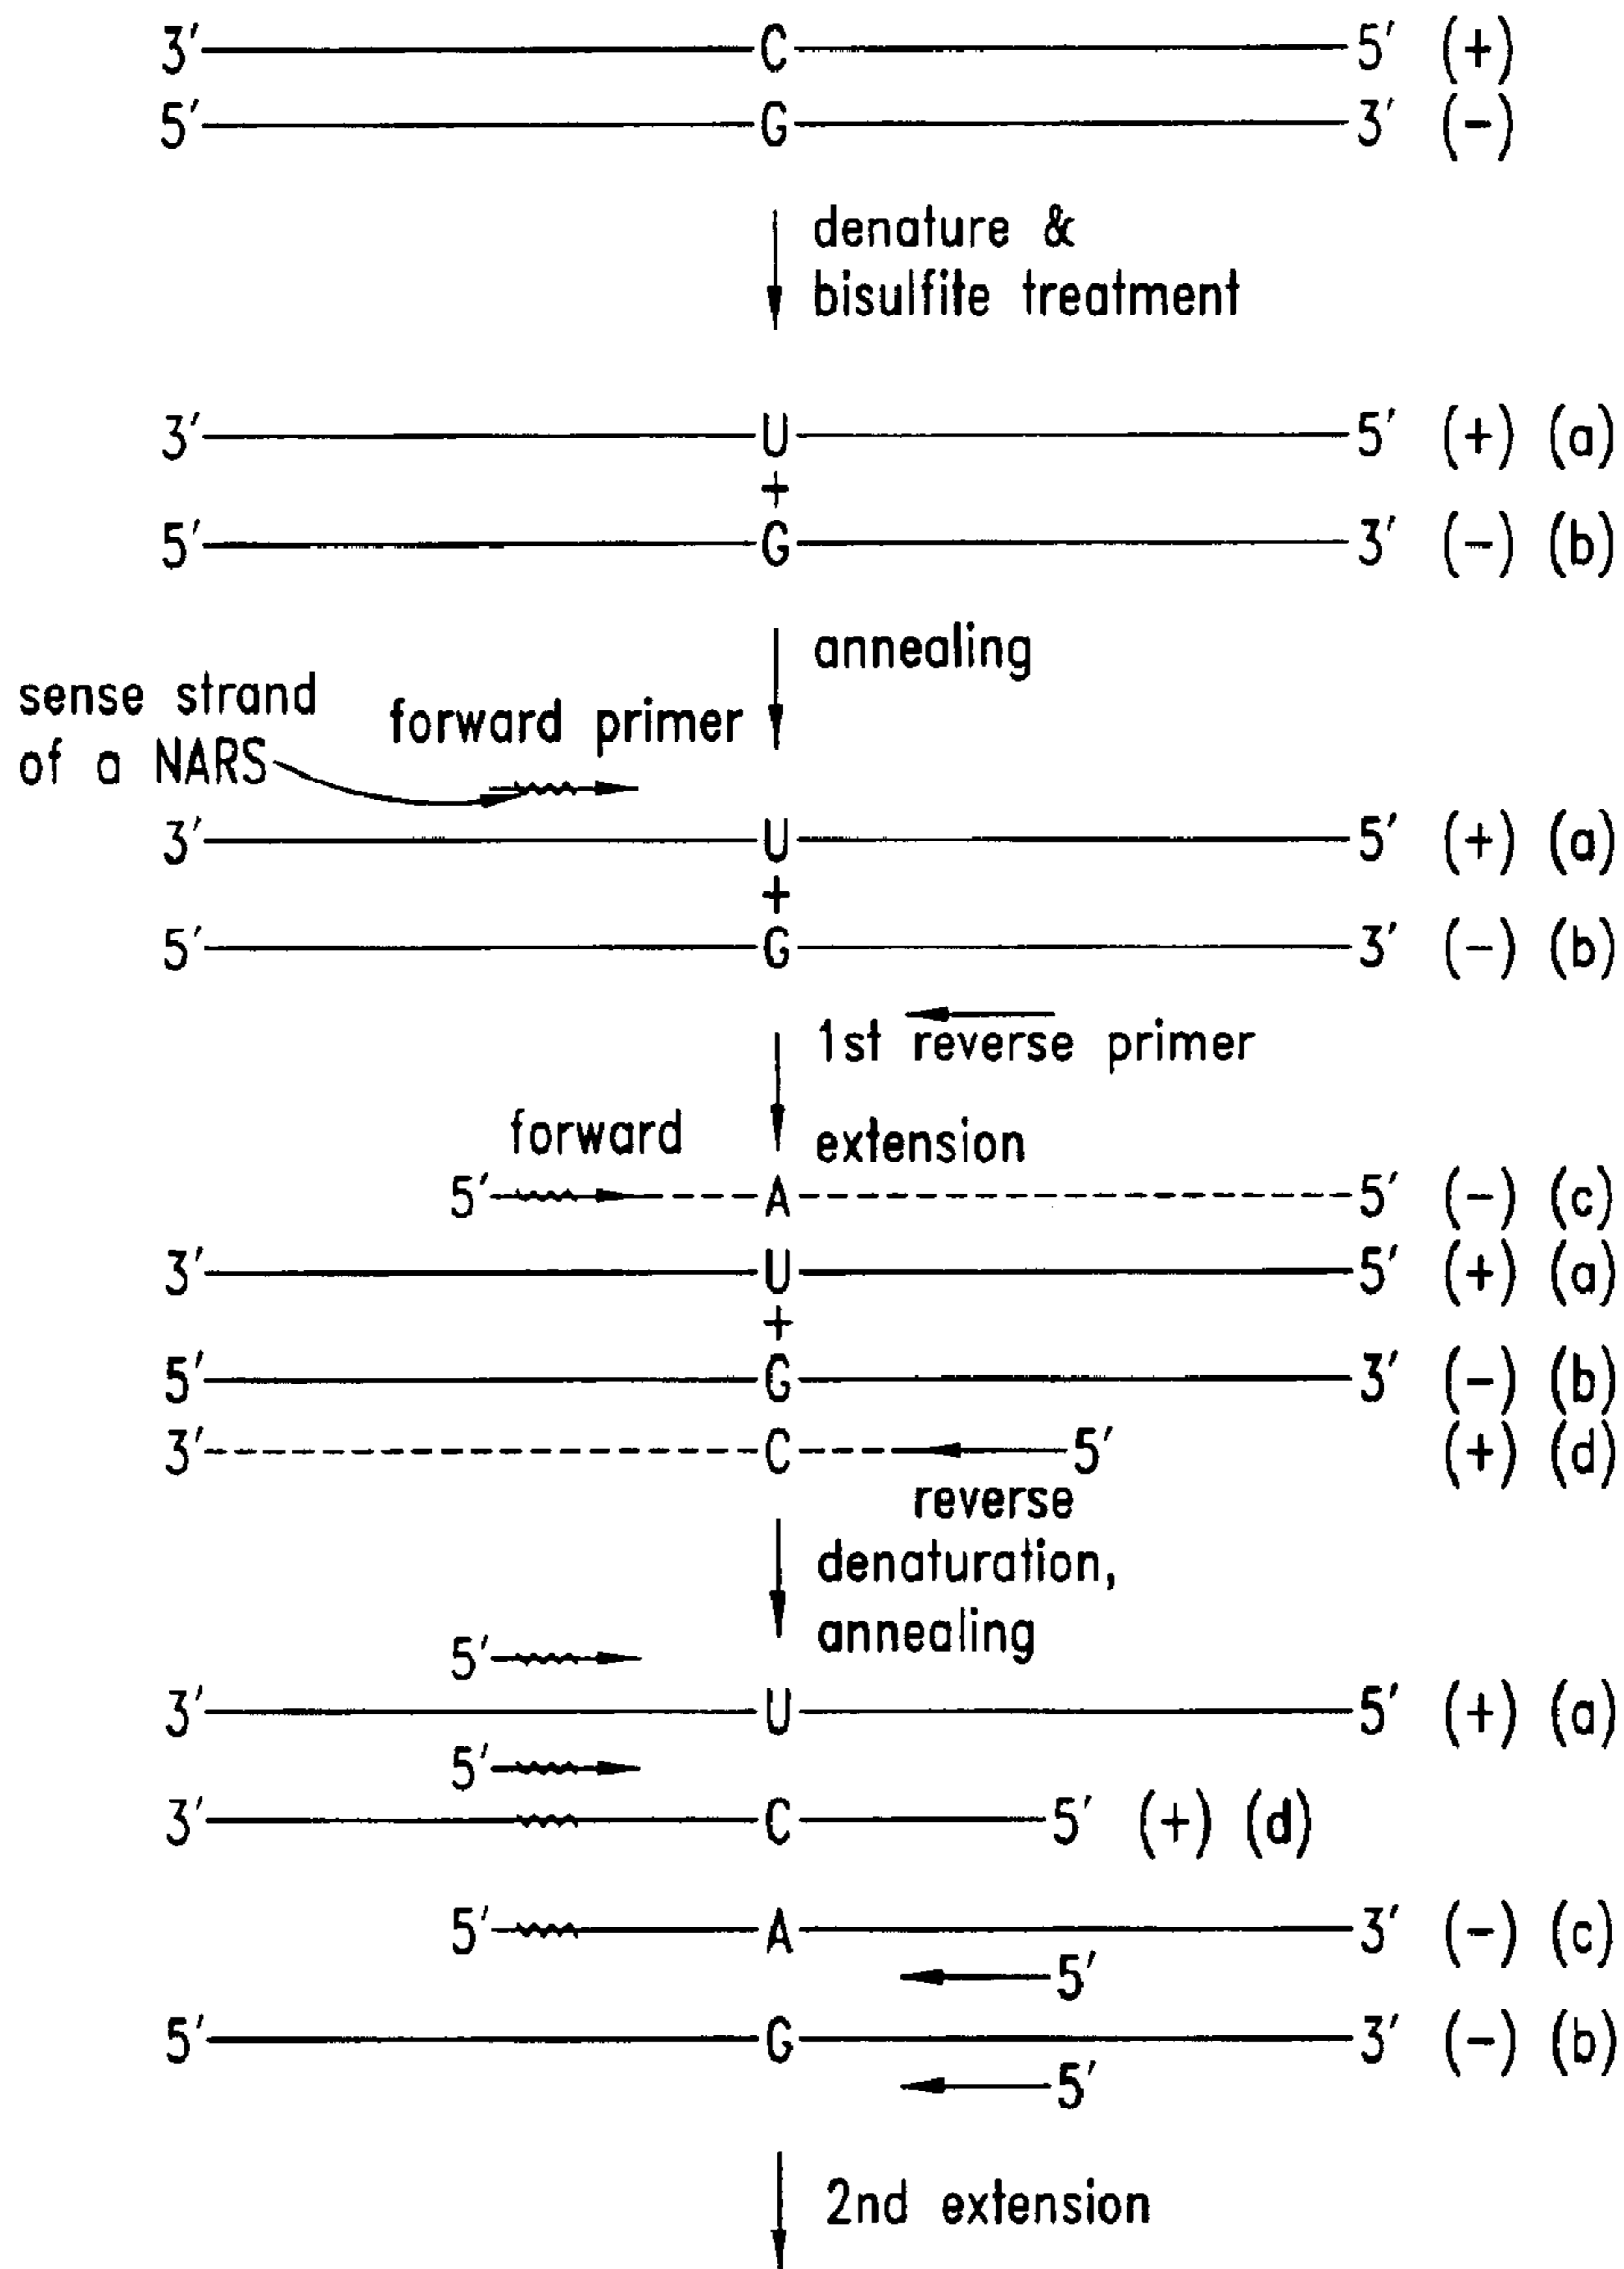 3′ C 5′ (+)
5′ G 3′ (-)
denature &
bisulfite treatment
3′ U 5′ (+) (a)
+
5′ G 3′ (-) (b)
annealing
sense strand
of a NARS
forward primer
3′ U 5′ (+) (a)
+
5′ G 3′ (-) (b)
1st reverse primer
forward
extension
5′ A 5′ (-) (c)
3′ U 5′ (+) (a)
+
5′ G 3′ (-) (b)
3′ C 5′ (+) (d)
reverse
denaturation,
annealing
5′
3′ U 5′ (+) (a)
5′
3′ C 5′ (+) (d)
5′ A 3′ (-) (c)
5′
5′ G 3′ (-) (b)
5′
2nd extension